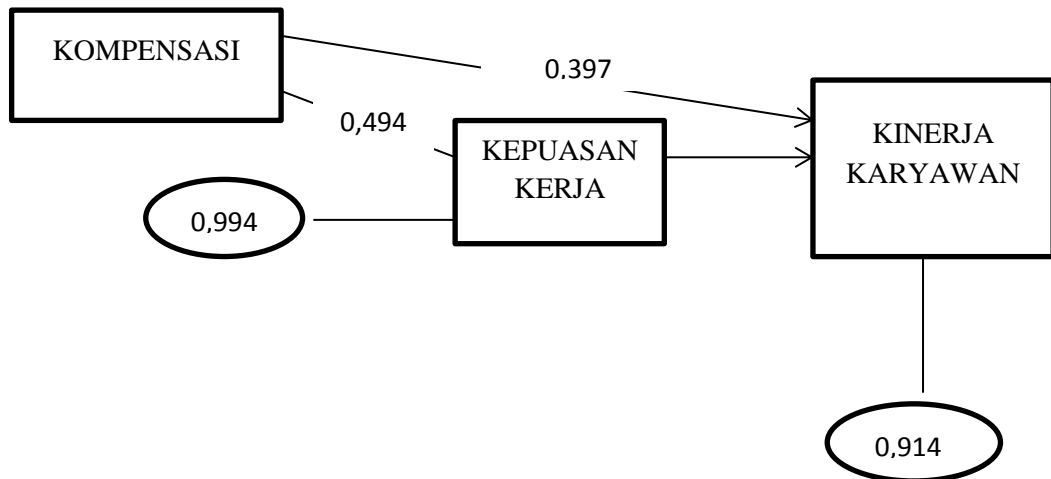 KOMPENSASI
0.397
0,494
KEPUASAN
KERJA
KINERJA
KARYAWAN
0,994
0,914